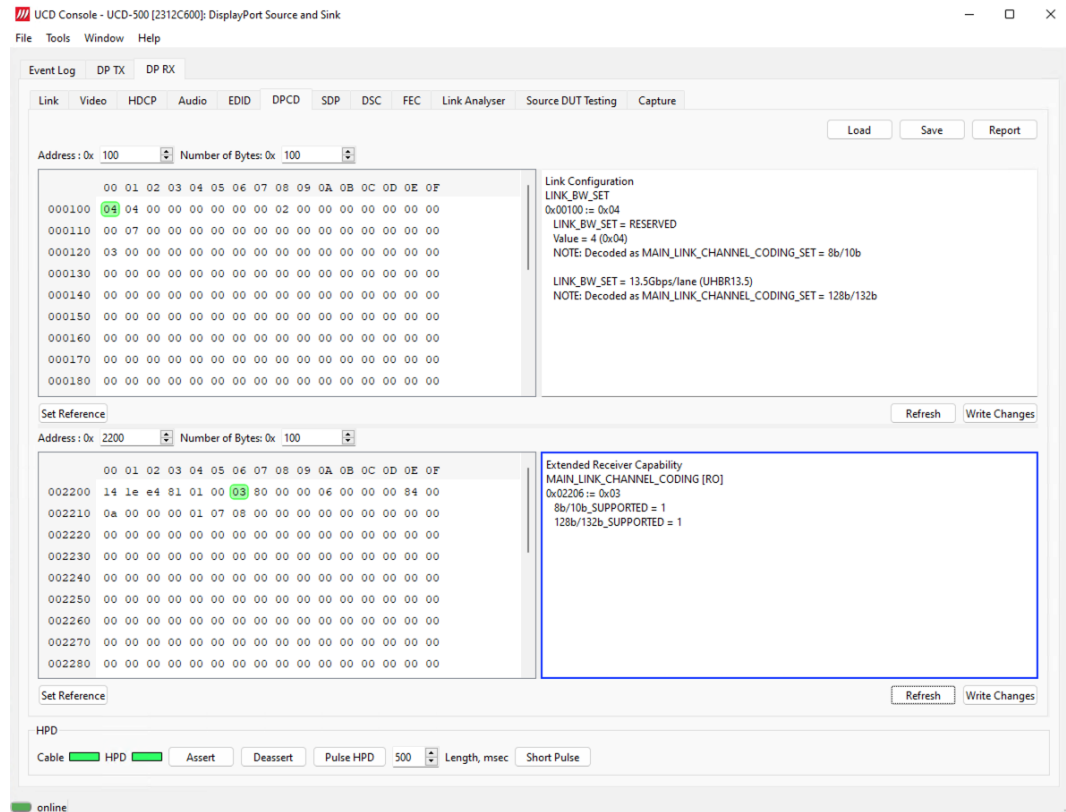 UCD Console - UCD-500 [2312C600]: DisplayPort Source and Sink
File Tools Window Help
Event Log DP TX DP RX
Link Video HDCP Audio EDID DPCD SDP DSC FEC Link Analyser Source DUT Testing Capture
Load Save Report
Address : 0x 100 Number of Bytes: 0x 100
00 01 02 03 04 05 06 07 08 09 0A 0B 0C 0D 0E 0F
000100 04 04 00 00 00 00 00 00 02 00 00 00 00 00 00 00
000110 00 07 00 00 00 00 00 00 00 00 00 00 00 00 00 00
000120 03 00 00 00 00 00 00 00 00 00 00 00 00 00 00 00
000130 00 00 00 00 00 00 00 00 00 00 00 00 00 00 00 00
000140 00 00 00 00 00 00 00 00 00 00 00 00 00 00 00 00
000150 00 00 00 00 00 00 00 00 00 00 00 00 00 00 00 00
000160 00 00 00 00 00 00 00 00 00 00 00 00 00 00 00 00
000170 00 00 00 00 00 00 00 00 00 00 00 00 00 00 00 00
000180 00 00 00 00 00 00 00 00 00 00 00 00 00 00 00 00
Link Configuration
LINK_BW_SET
0x00100 := 0x04
LINK_BW_SET = RESERVED
Value = 4 (0x04)
NOTE: Decoded as MAIN_LINK_CHANNEL_CODING_SET = 8b/10b
LINK_BW_SET = 13.5Gbps/lane (UHBR13.5)
NOTE: Decoded as MAIN_LINK_CHANNEL_CODING_SET = 128b/132b
Set Reference Refresh Write Changes
Address : 0x 2200 Number of Bytes: 0x 100
00 01 02 03 04 05 06 07 08 09 0A 0B 0C 0D 0E 0F
002200 14 1e e4 81 01 00 03 80 00 00 06 00 00 00 84 00
002210 0a 00 00 00 01 07 08 00 00 00 00 00 00 00 00 00
002220 00 00 00 00 00 00 00 00 00 00 00 00 00 00 00 00
002230 00 00 00 00 00 00 00 00 00 00 00 00 00 00 00 00
002240 00 00 00 00 00 00 00 00 00 00 00 00 00 00 00 00
002250 00 00 00 00 00 00 00 00 00 00 00 00 00 00 00 00
002260 00 00 00 00 00 00 00 00 00 00 00 00 00 00 00 00
002270 00 00 00 00 00 00 00 00 00 00 00 00 00 00 00 00
002280 00 00 00 00 00 00 00 00 00 00 00 00 00 00 00 00
Extended Receiver Capability
MAIN_LINK_CHANNEL_CODING [RO]
0x02206 := 0x03
8b/10b_SUPPORTED = 1
128b/132b_SUPPORTED = 1
Set Reference Refresh Write Changes
HPD
Cable HPD Assert Deassert Pulse HPD 500 Length, msec Short Pulse
online